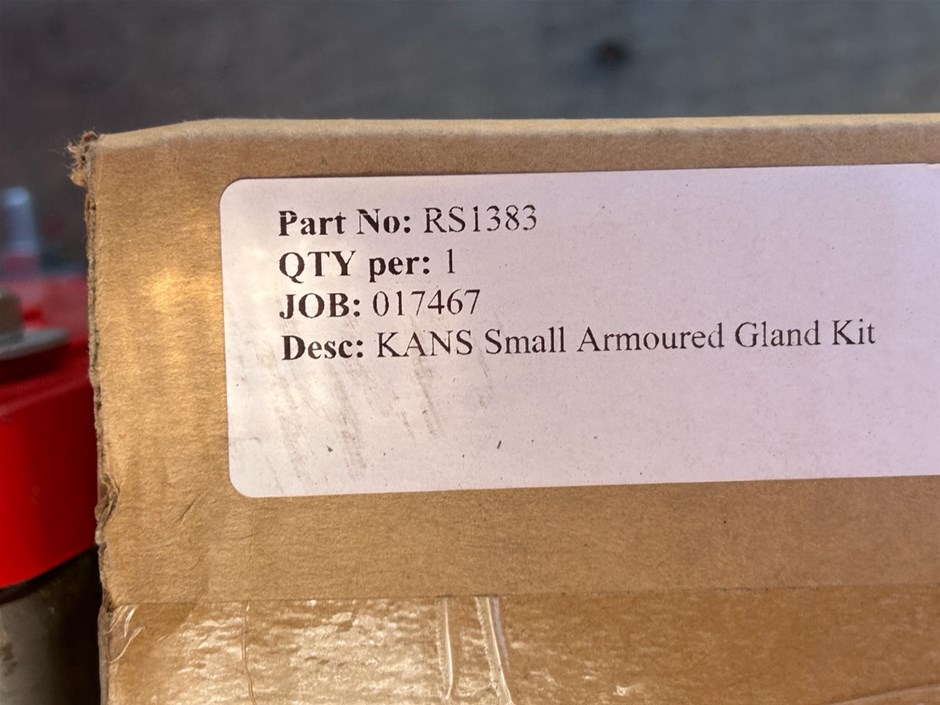 Part No: RS1383
QTY per: 1
JOB: 017467
Desc: KANS Small Armoured Gland Kit